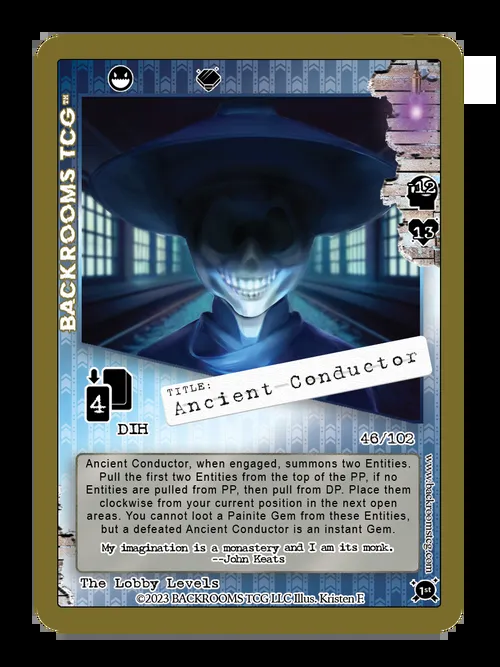 BACKROOMS TCG™
12
13
TITLE:
Ancient Conductor
4
DIH
46/102
Ancient Conductor, when engaged, summons two Entities.
Pull the first two Entities from the top of the PP, if no
Entities are pulled from PP, then pull from DP. Place them
clockwise from your current position in the next open
areas. You cannot loot a Painite Gem from these Entities,
but a defeated Ancient Conductor is an instant Gem.
My imagination is a monastery and I am its monk.
--John Keats
www.backroomstcg.com
The Lobby Levels
1st
©2023 BACKROOMS TCG LLC Illus. Kristen F.